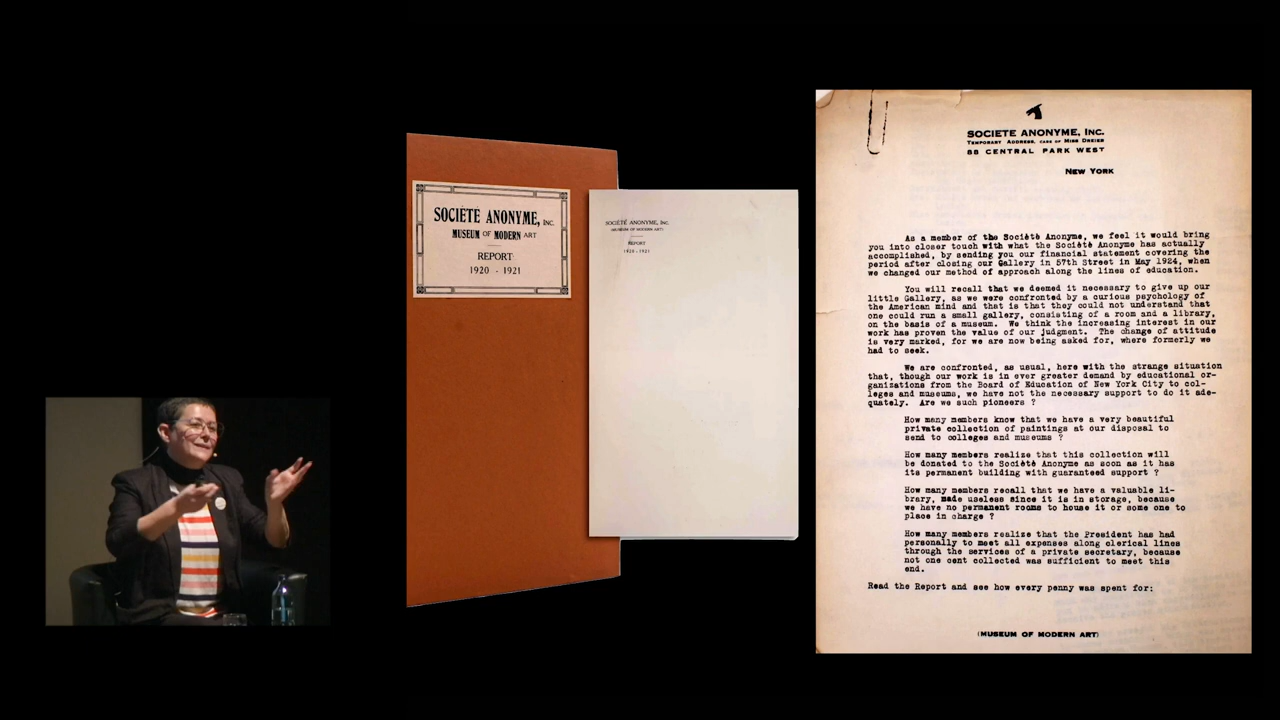 SOCIÉTÉ ANONYME, INC.
MUSEUM OF MODERN ART
REPORT
1920 - 1921
SOCIÉTÉ ANONYME, INC.
(MUSEUM OF MODERN ART)
REPORT
1920 - 1921
SOCIETE ANONYME, INC.
TEMPORARY ADDRESS, CARE OF MISS DREIER
88 CENTRAL PARK WEST
NEW YORK
As a member of the Société Anonyme, we feel it would bring
you into closer touch with what the Société Anonyme has actually
accomplished, by sending you our financial statement covering the
period after closing our Gallery in 57th Street in May 1924, when
we changed our method of approach along the lines of education.
You will recall that we deemed it necessary to give up our
little Gallery, as we were confronted by a curious psychology of
the American mind and that is that they could not understand that
one could run a small gallery, consisting of a room and a library,
on the basis of a museum. We think the increasing interest in our
work has proven the value of our judgment. The change of attitude
is very marked, for we are now being asked for, where formerly we
had to seek.
We are confronted, as usual, here with the strange situation
that, though our work is in ever greater demand by educational or-
ganizations from the Board of Education of New York City to col-
leges and museums, we have not the necessary support to do it ade-
quately. Are we such pioneers ?
How many members know that we have a very beautiful
private collection of paintings at our disposal to
send to colleges and museums ?
How many members realize that this collection will
be donated to the Société Anonyme as soon as it has
its permanent building with guaranteed support ?
How many members recall that we have a valuable li-
brary, made useless since it is in storage, because
we have no permanent rooms to house it or some one to
place in charge ?
How many members realize that the President has had
personally to meet all expenses along clerical lines
through the services of a private secretary, because
not one cent collected was sufficient to meet this
end.
Read the Report and see how every penny was spent for:
(MUSEUM OF MODERN ART)